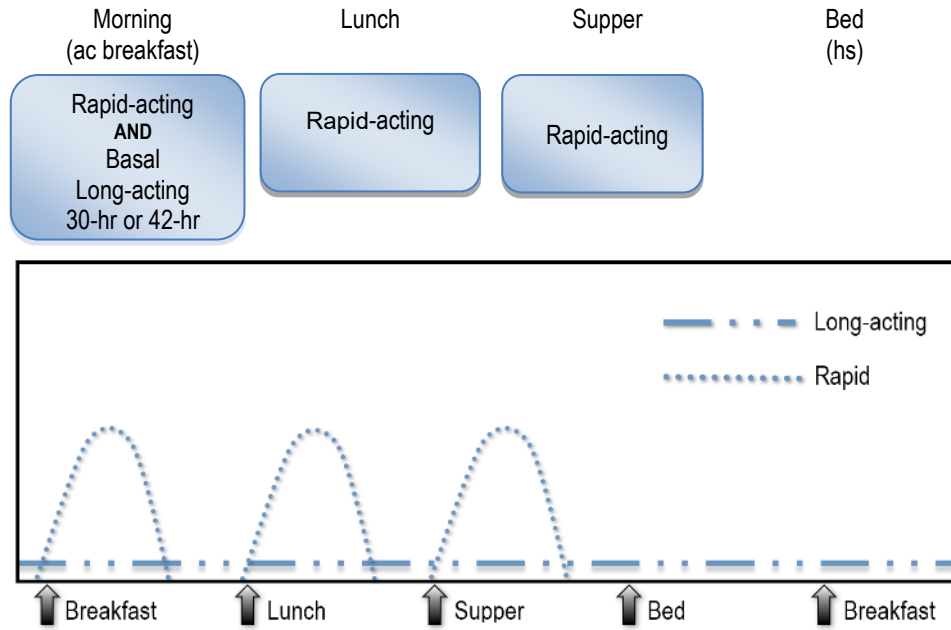 Morning
(ac breakfast)
Lunch
Supper
Bed
(hs)
Rapid-acting
AND
Basal
Long-acting
30-hr or 42-hr
Rapid-acting
Rapid-acting
Long-acting
Rapid
Breakfast
Lunch
Supper
Bed
Breakfast